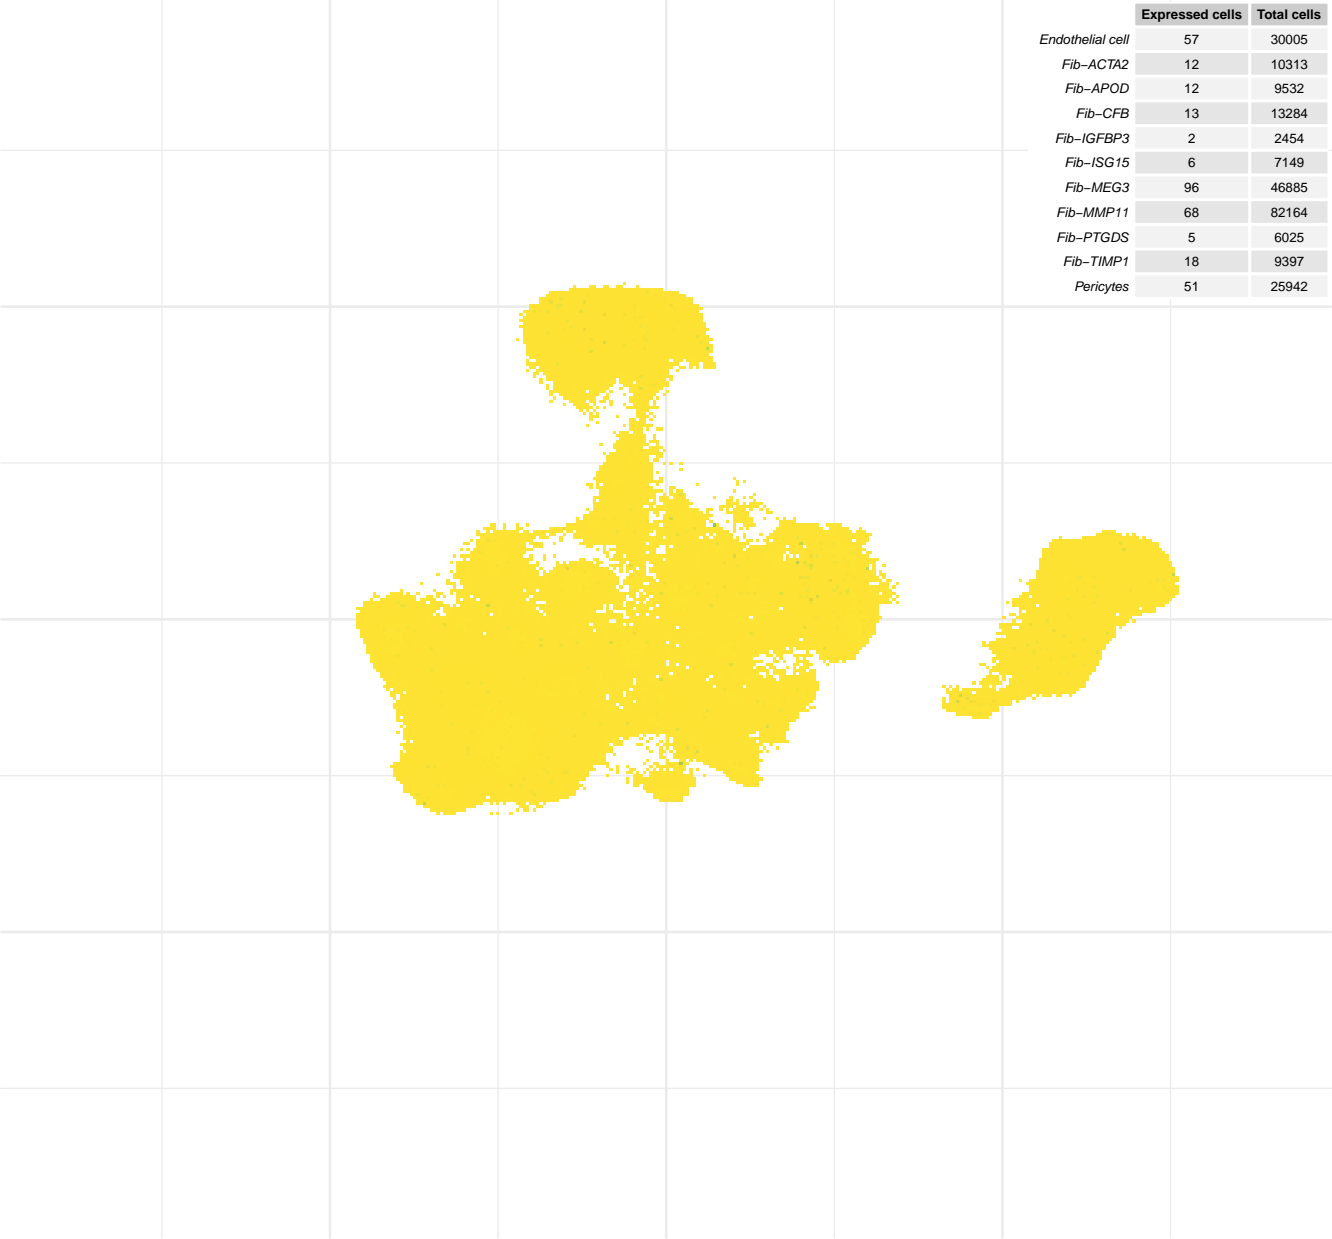 Expressed cells Total cells
Endothelial cell 57 30005
Fib−ACTA2 12 10313
Fib−APOD 12 9532
Fib−CFB 13 13284
Fib−IGFBP3 2 2454
Fib−ISG15 6 7149
Fib−MEG3 96 46885
Fib−MMP11 68 82164
Fib−PTGDS 5 6025
Fib−TIMP1 18 9397
Pericytes 51 25942